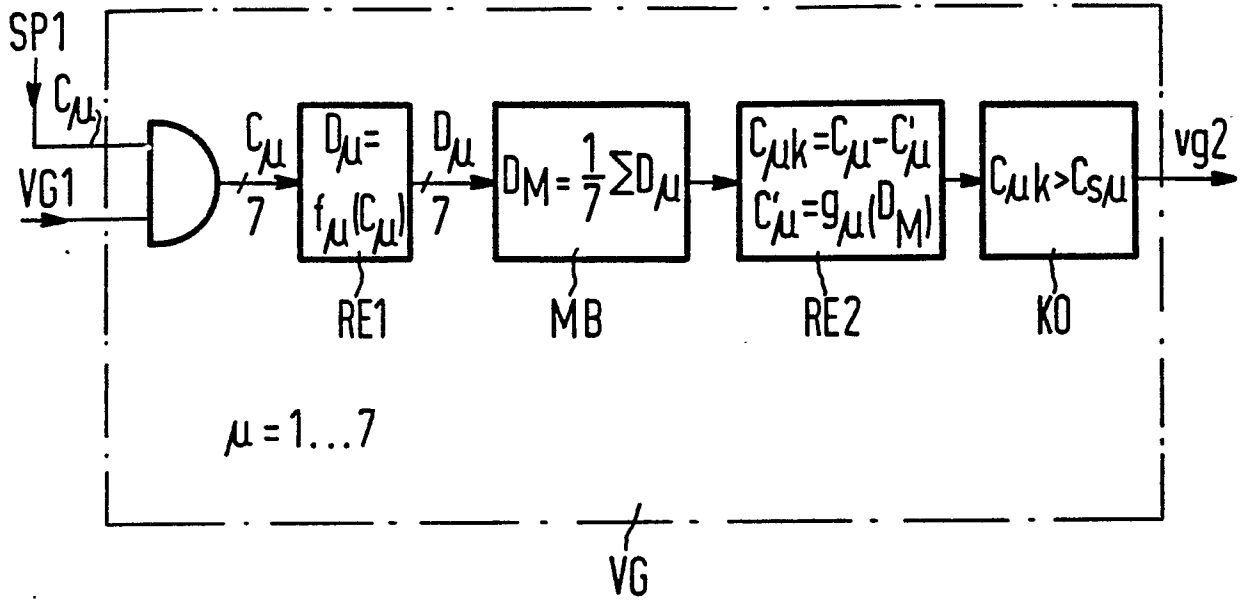 SP1
Cμ
VG1
Cμ
7
Dμ=
fμ(Cμ)
RE1
Dμ
7
DM = 1/7 ΣDμ
MB
Cμk=Cμ-C'μ
C'μ=gμ(DM)
RE2
Cμk>Csμ
KO
vg2
μ = 1...7
VG